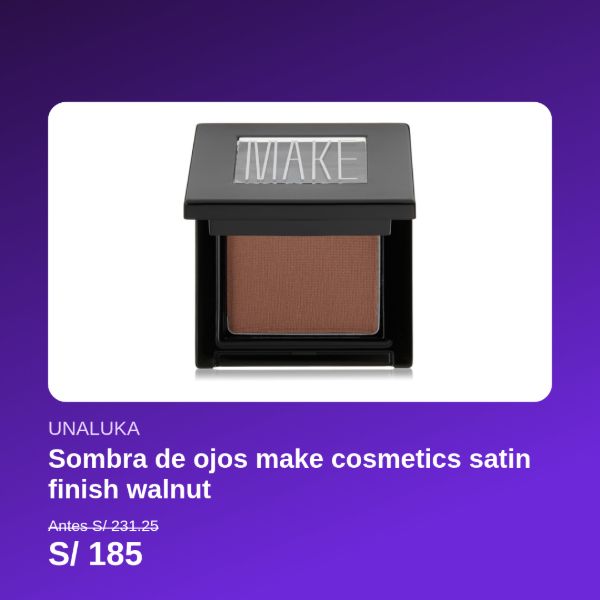 MAKE
UNALUKA
Sombra de ojos make cosmetics satin
finish walnut
Antes S/ 231.25
S/ 185